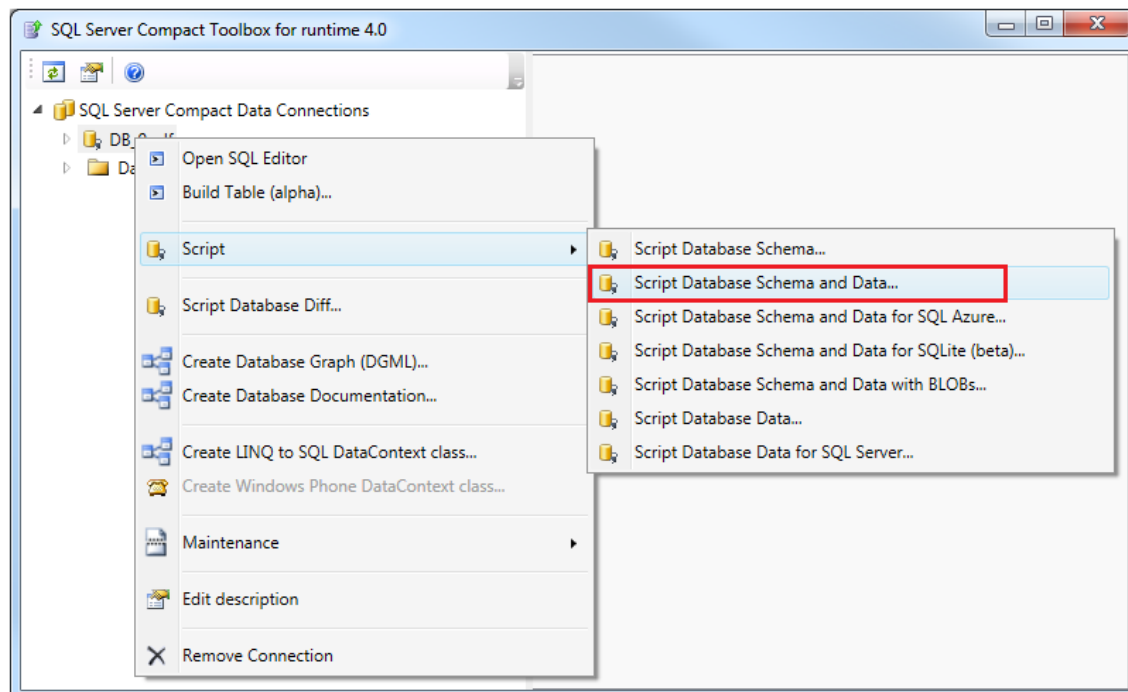 SQL Server Compact Toolbox for runtime 4.0
SQL Server Compact Data Connections
DB_
Da
Open SQL Editor
Build Table (alpha)...
Script
Script Database Diff...
Create Database Graph (DGML)...
Create Database Documentation...
Create LINQ to SQL DataContext class...
Create Windows Phone DataContext class...
Maintenance
Edit description
Remove Connection
Script Database Schema...
Script Database Schema and Data...
Script Database Schema and Data for SQL Azure...
Script Database Schema and Data for SQLite (beta)...
Script Database Schema and Data with BLOBs...
Script Database Data...
Script Database Data for SQL Server...